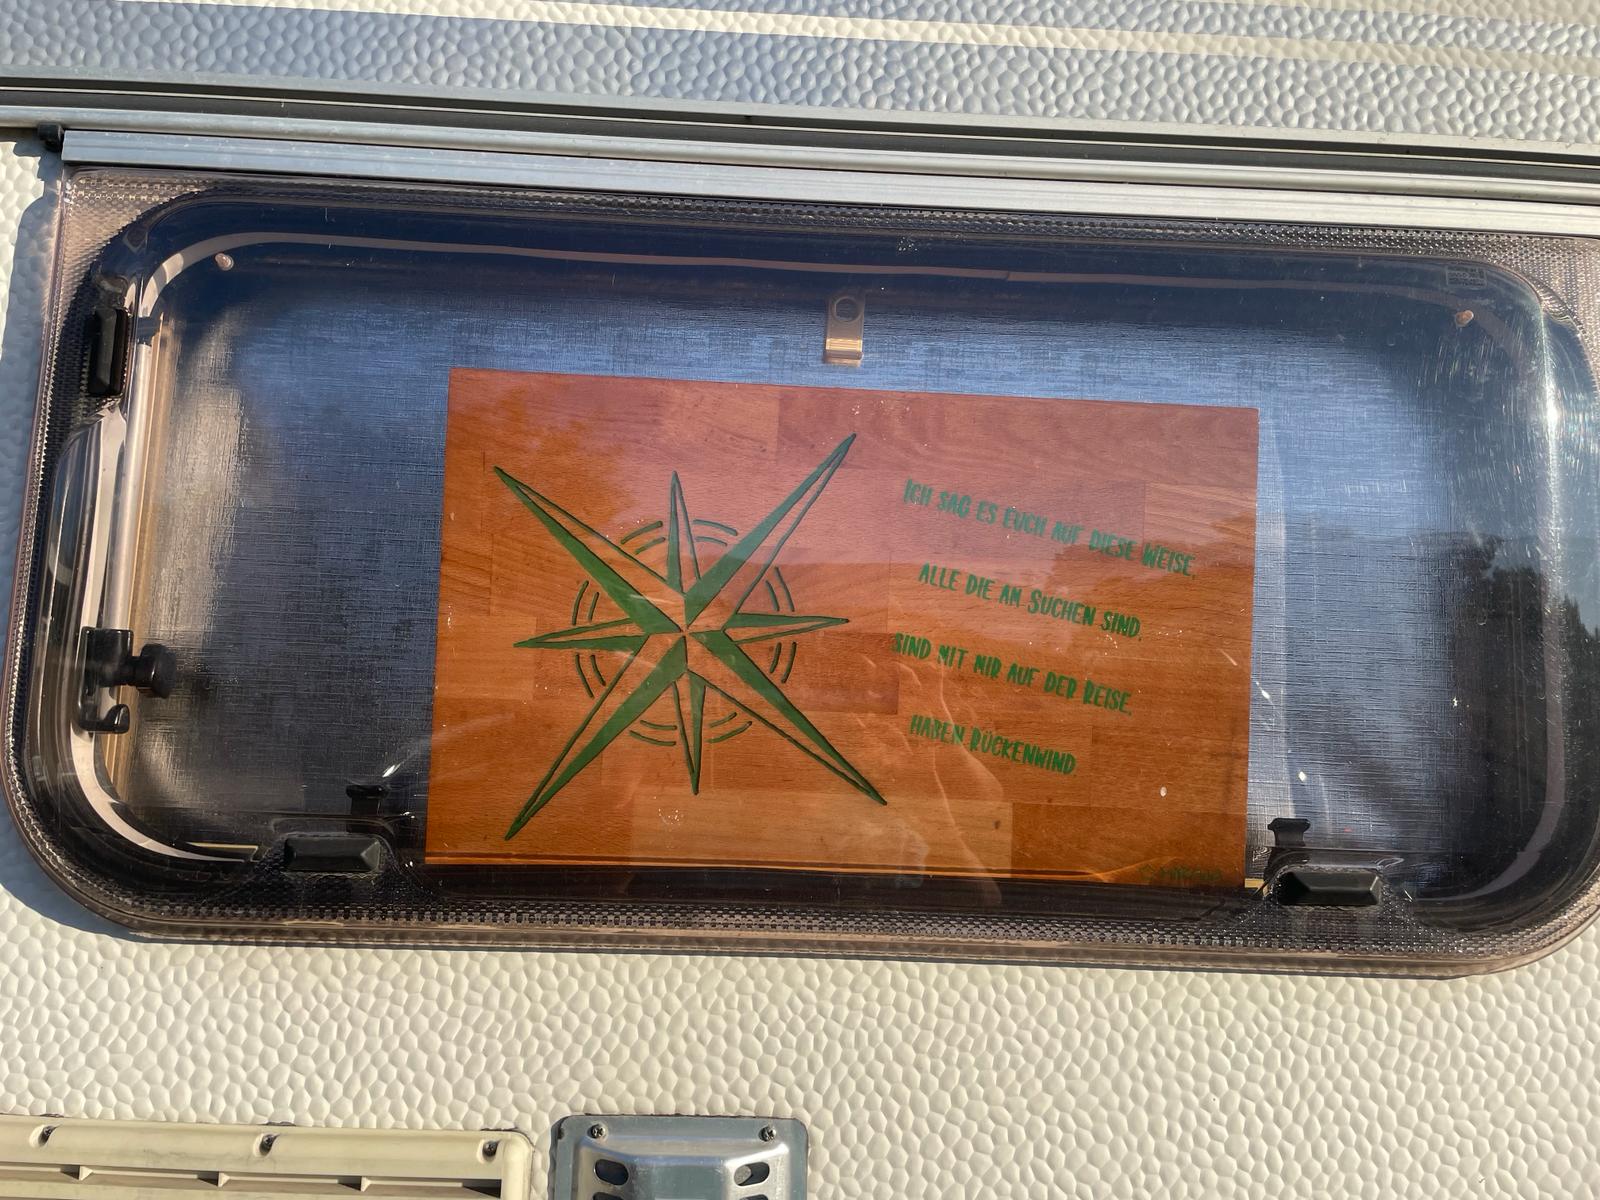 ICH SAG ES EUCH AUF DIESE WEISE,
ALLE DIE AM SUCHEN SIND,
SIND MIT MIR AUF DER REISE,
HABEN RÜCKENWIND.